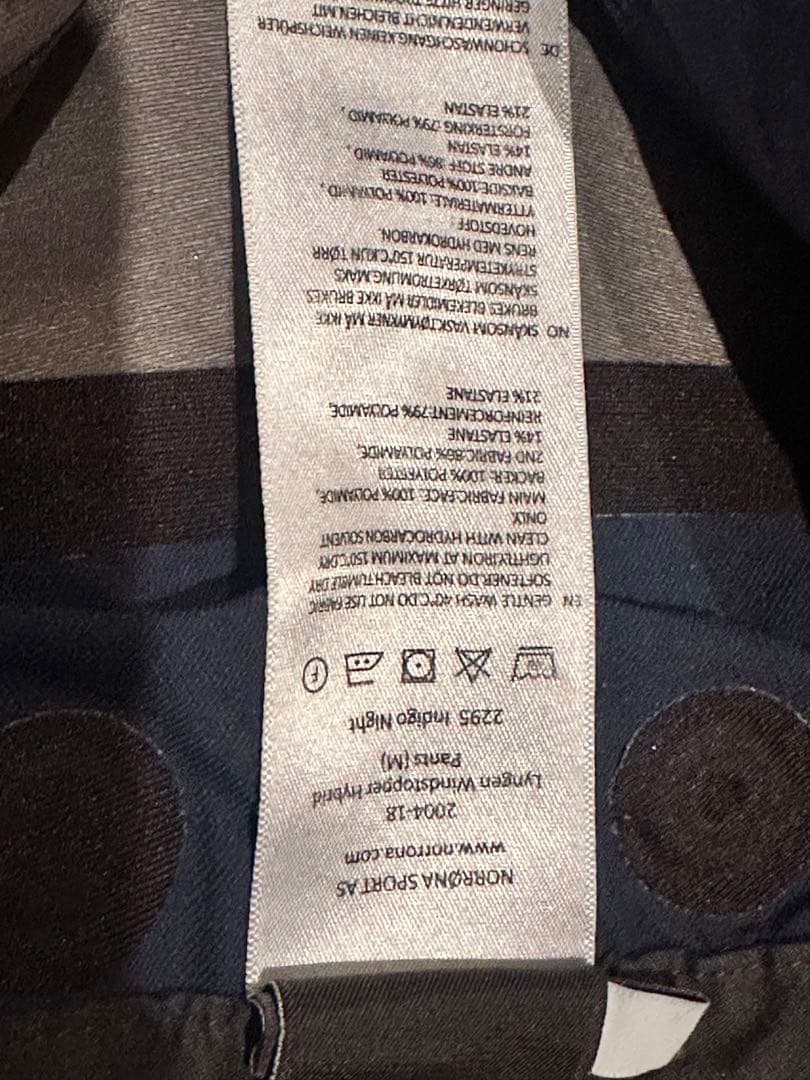 NORRØNA SPORT AS
www.norrona.com
2004-18
Lyngen Windstopper Hybrid
Pants (M)
2295 Indigo Night
F
EN GENTLE WASH 40°C.DO NOT USE FABRIC
SOFTENER.DO NOT BLEACH.TUMBLE DRY
LIGHTLY.IRON AT MAXIMUM 150°C.DRY
CLEAN WITH HYDROCARBON SOLVENT
ONLY
MAIN FABRIC:FACE: 100% POLYAMIDE,
BACKER: 100% POLYESTER
2ND FABRIC:86% POLYAMIDE,
14% ELASTANE
REINFORCEMENT:79% POLYAMIDE,
21% ELASTANE
NO SKÅNSOM VASK.TØYMYKNER MÅ IKKE
BRUKES.BLEKEMIDLER MÅ IKKE BRUKES
SKÅNSOM TØRKETROMLING.MAKS
STRYKETEMPERATUR 150°C.KUN TØRR
RENS MED HYDROKARBON.
HOVEDSTOFF :
YTTERMATERIALE: 100% POLYAMID,
BAKSIDE:100% POLYESTER
ANDRE STOFF :86% POLYAMID,
14% ELASTAN
FORSTERKING:79% POLYAMID,
21% ELASTAN
DE SCHONWASCHGANG.KEINEN WEICHSPÜLER
VERWENDEN.NICHT BLEICHEN.MIT
GERINGER HITZE